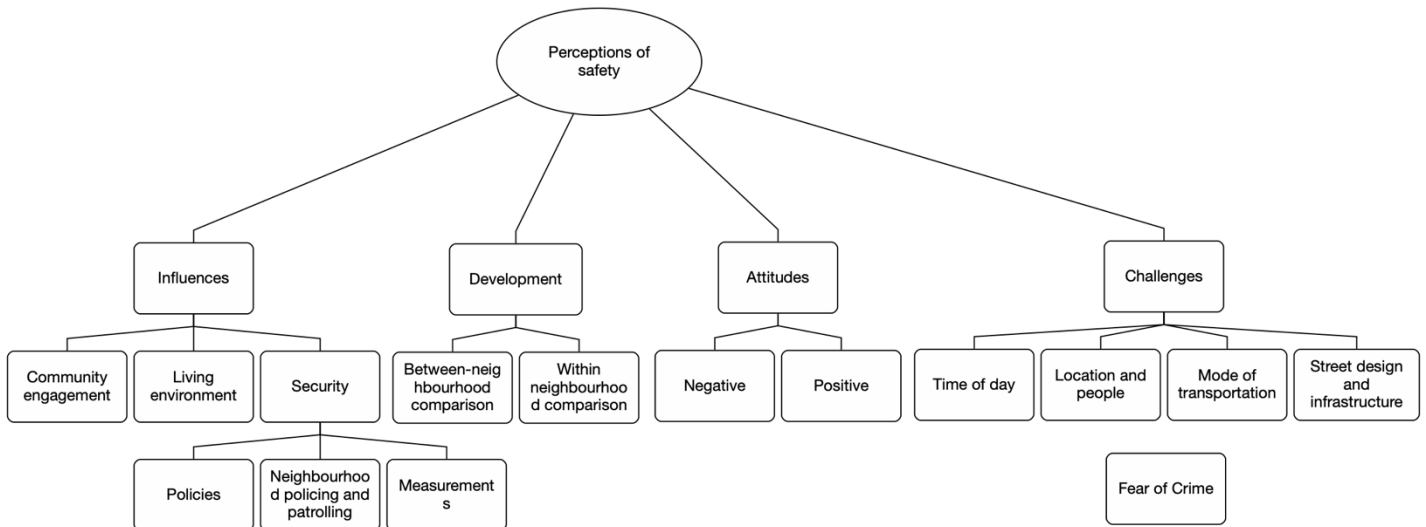 Perceptions of
safety
Influences
Development
Attitudes
Challenges
Community
engagement
Living
environment
Security
Between-neig
hbourhood
comparison
Within
neighbourhoo
d comparison
Negative
Positive
Time of day
Location and
people
Mode of
transportation
Street design
and
infrastructure
Policies
Neighbourhoo
d policing and
patrolling
Measurement
s
Fear of Crime